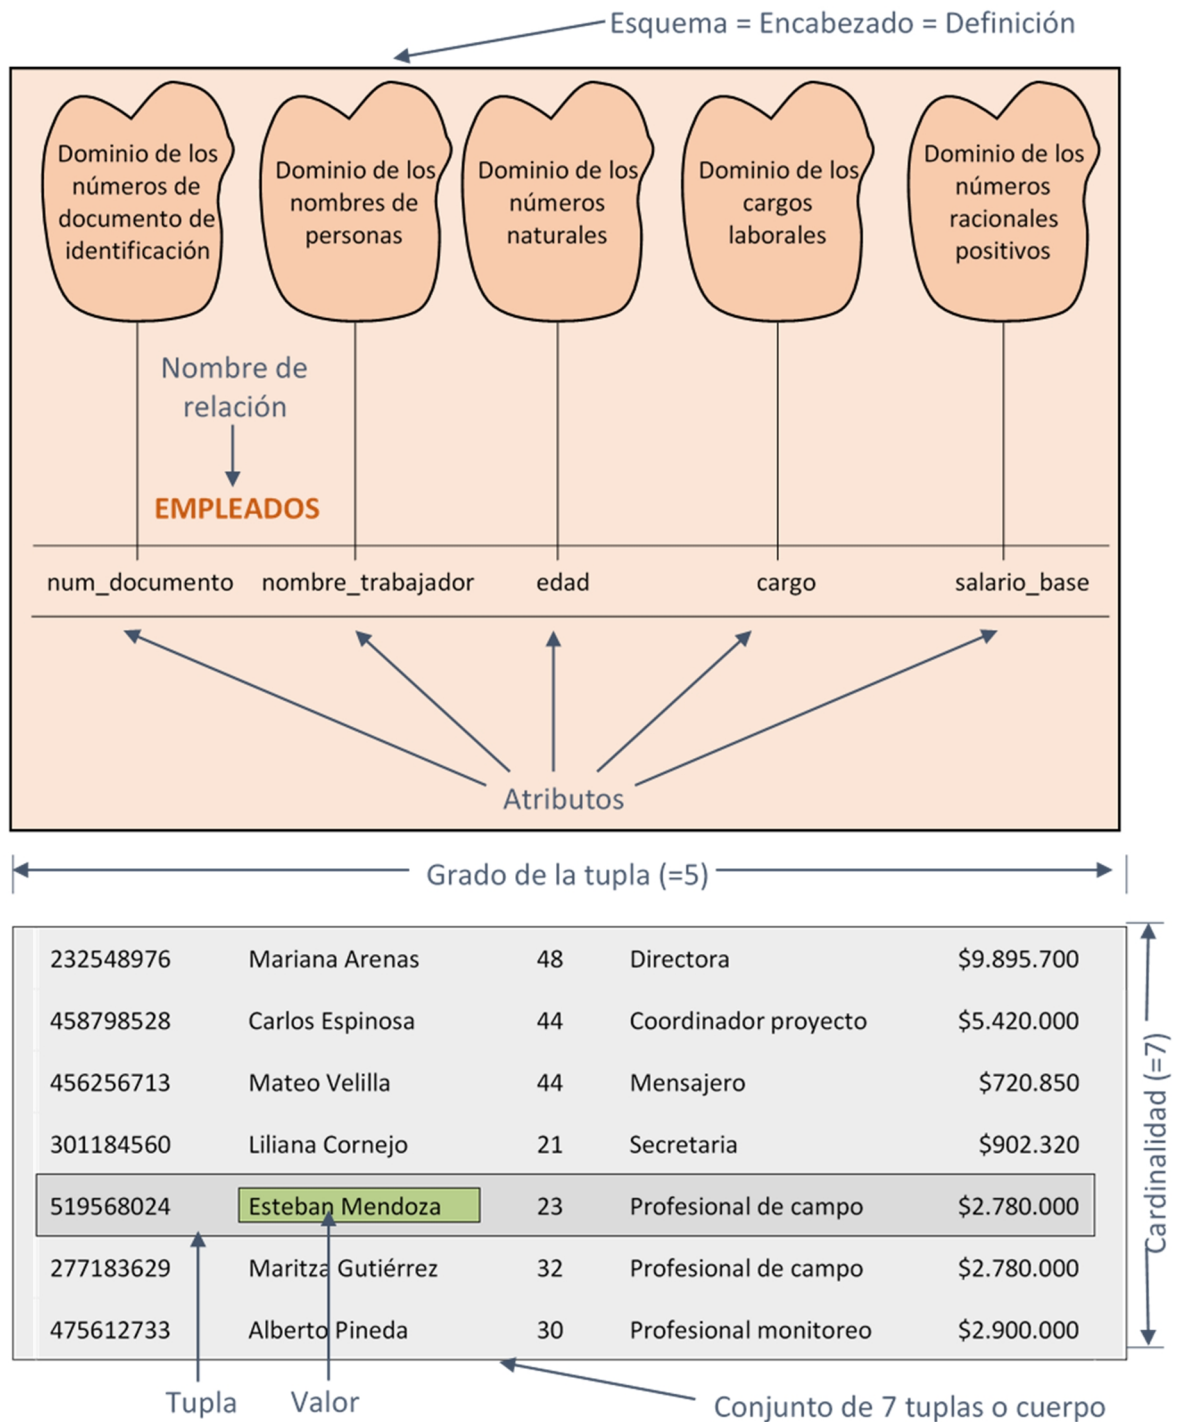 Esquema = Encabezado = Definición
Dominio de los
números de
documento de
identificación
Dominio de los
nombres de
personas
Dominio de los
números
naturales
Dominio de los
cargos
laborales
Dominio de los
números
racionales
positivos
Nombre de
relación
EMPLEADOS
num_documento nombre_trabajador edad cargo salario_base
Atributos
Grado de la tupla (=5)
232548976 Mariana Arenas 48 Directora $9.895.700
458798528 Carlos Espinosa 44 Coordinador proyecto $5.420.000
456256713 Mateo Velilla 44 Mensajero $720.850
301184560 Liliana Cornejo 21 Secretaria $902.320
519568024 Esteban Mendoza 23 Profesional de campo $2.780.000
277183629 Maritza Gutiérrez 32 Profesional de campo $2.780.000
475612733 Alberto Pineda 30 Profesional monitoreo $2.900.000
Cardinalidad (=7)
Tupla
Valor
Conjunto de 7 tuplas o cuerpo